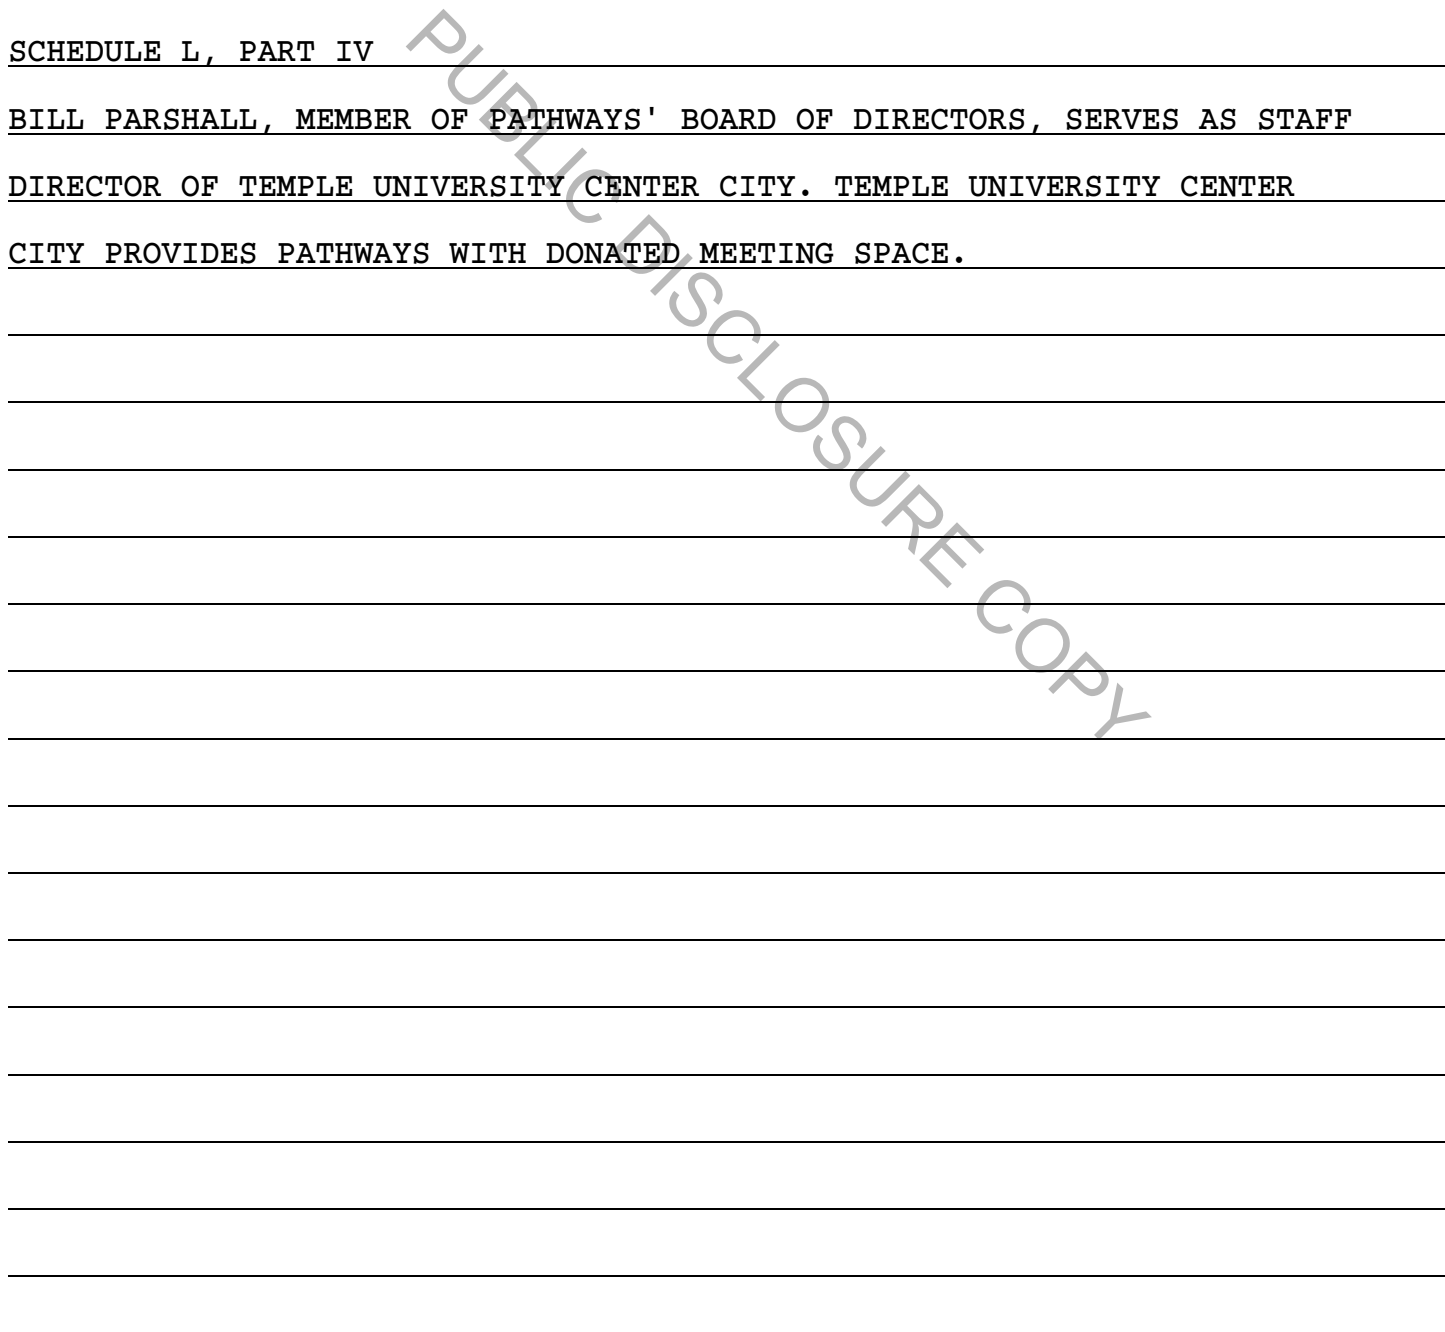 SCHEDULE L, PART IV
BILL PARSHALL, MEMBER OF PATHWAYS' BOARD OF DIRECTORS, SERVES AS STAFF
DIRECTOR OF TEMPLE UNIVERSITY CENTER CITY. TEMPLE UNIVERSITY CENTER
CITY PROVIDES PATHWAYS WITH DONATED MEETING SPACE.
PUBLIC DISCLOSURE COPY